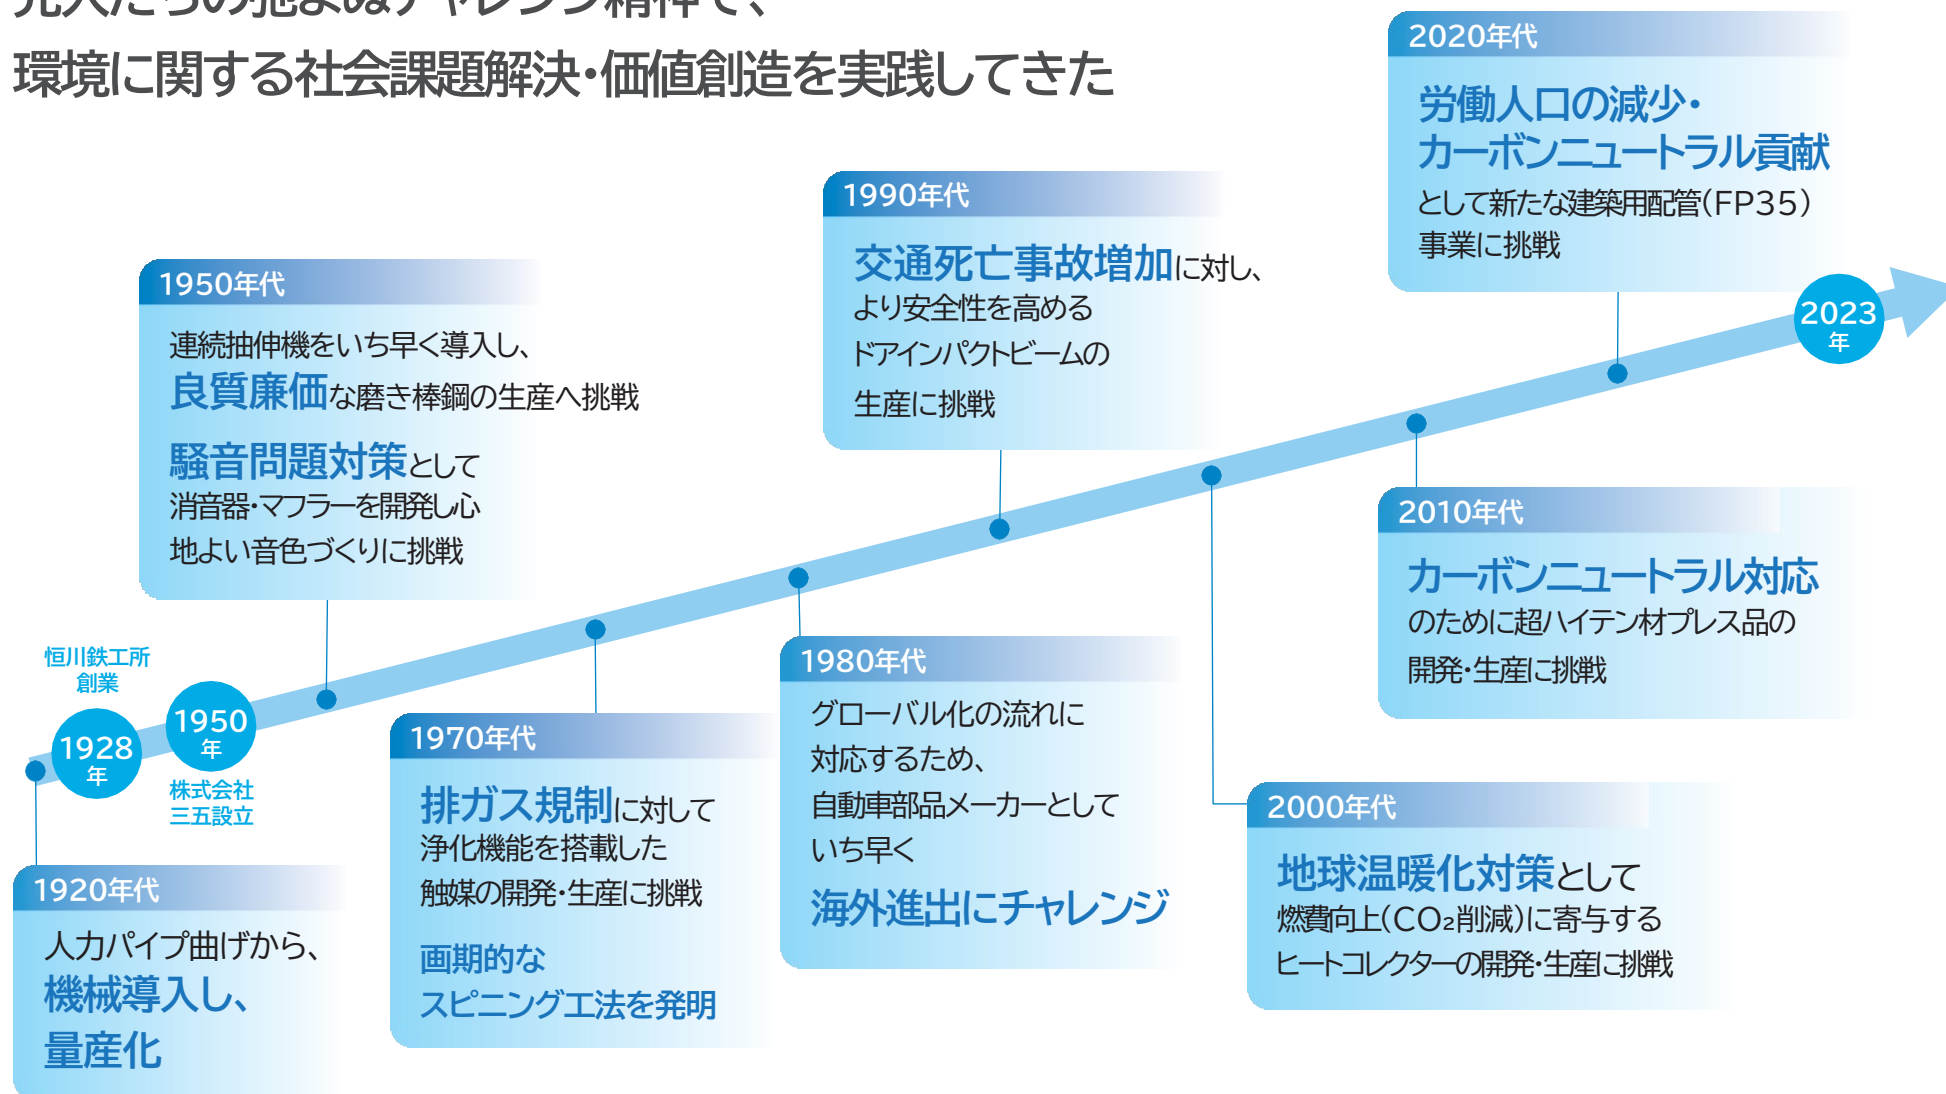 先人たちの弛まぬチャレンジ精神で、
環境に関する社会課題解決・価値創造を実践してきた
1920年代
人力パイプ曲げから、
機械導入し、
量産化
恒川鉄工所
創業
1928
年
1950
年
株式会社
三五設立
1950年代
連続抽伸機をいち早く導入し、
良質廉価な磨き棒鋼の生産へ挑戦
騒音問題対策として
消音器・マフラーを開発し心
地よい音色づくりに挑戦
1970年代
排ガス規制に対して
浄化機能を搭載した
触媒の開発・生産に挑戦
画期的な
スピニング工法を発明
1980年代
グローバル化の流れに
対応するため、
自動車部品メーカーとして
いち早く
海外進出にチャレンジ
1990年代
交通死亡事故増加に対し、
より安全性を高める
ドアインパクトビームの
生産に挑戦
2000年代
地球温暖化対策として
燃費向上(CO₂削減)に寄与する
ヒートコレクターの開発・生産に挑戦
2010年代
カーボンニュートラル対応
のために超ハイテン材プレス品の
開発・生産に挑戦
2020年代
労働人口の減少・
カーボンニュートラル貢献
として新たな建築用配管(FP35)
事業に挑戦
2023
年